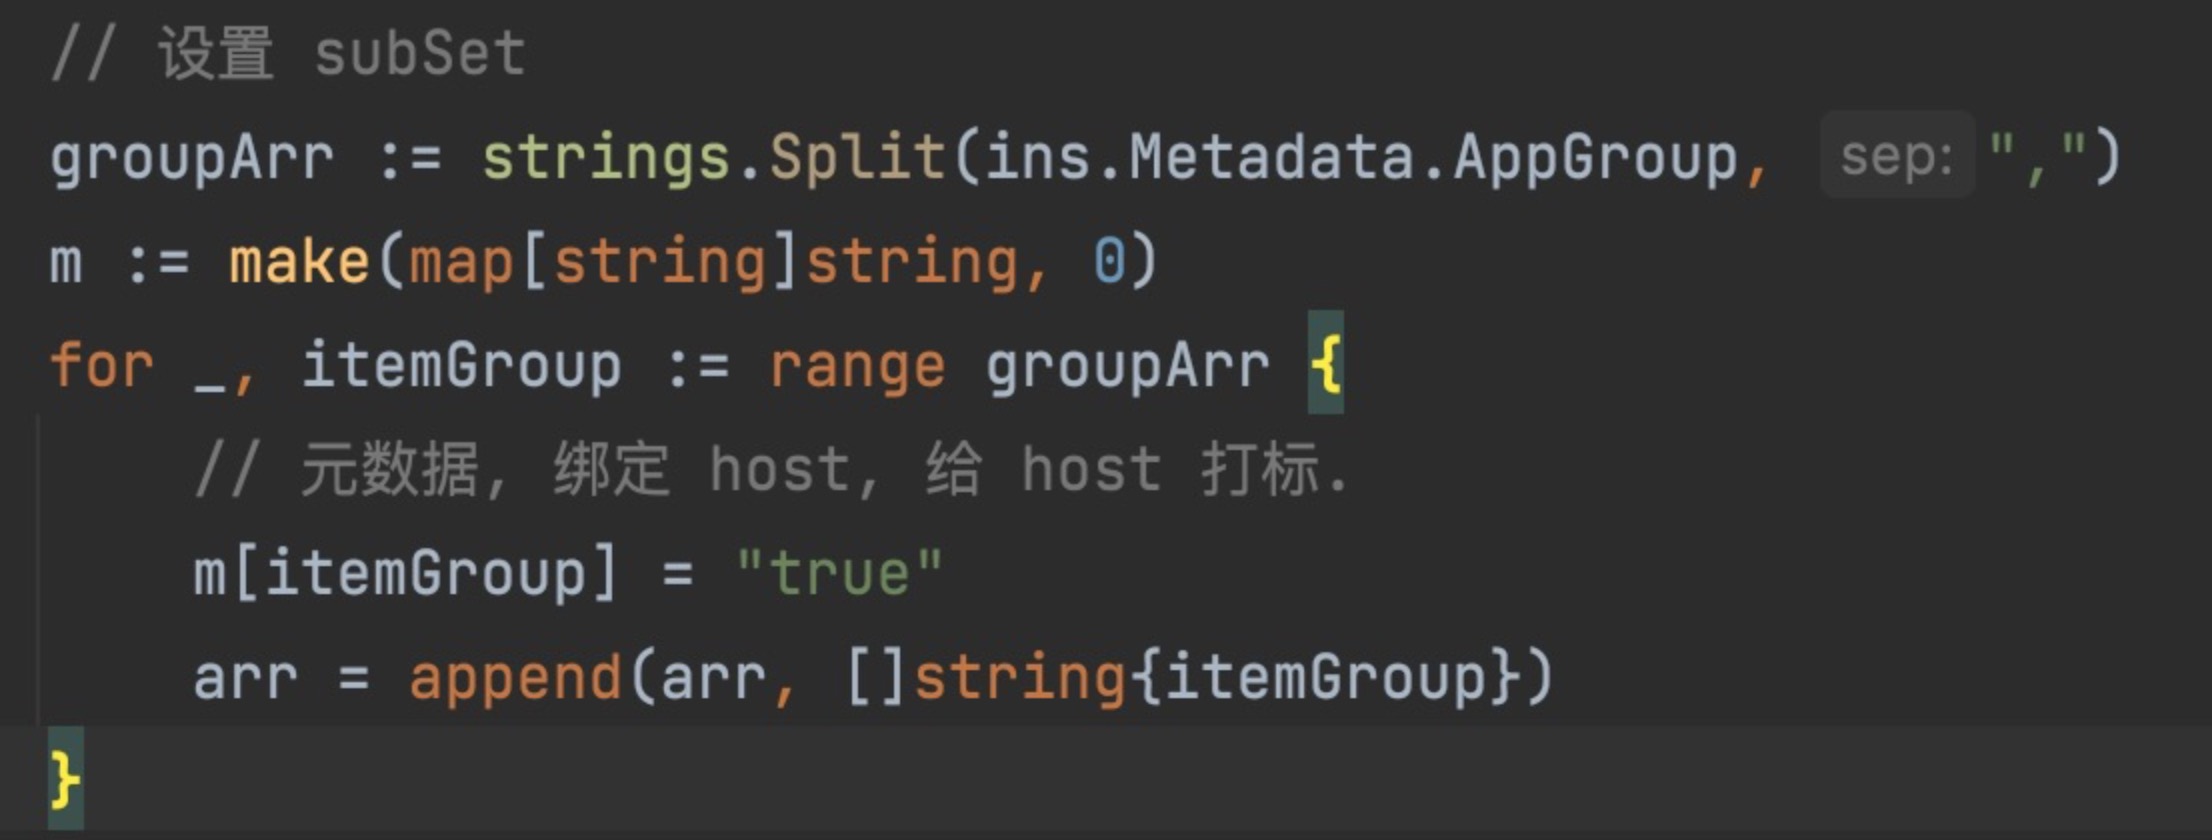 // 设置 subSet
groupArr := strings.Split(ins.Metadata.AppGroup, sep: ",")
m := make(map[string]string, 0)
for _, itemGroup := range groupArr {
// 元数据, 绑定 host, 给 host 打标.
m[itemGroup] = "true"
arr = append(arr, []string{itemGroup})
}